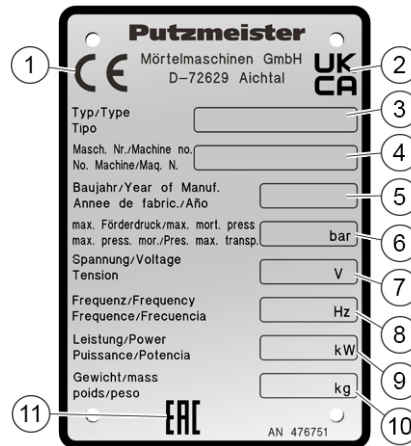 Putzmeister
Mörtelmaschinen GmbH
D-72629 Aichtal
CE
UK
CA
1
2
Typ/Type
Tipo
3
Masch. Nr./Machine no.
No. Machine/Maq. N.
4
Baujahr/Year of Manuf.
Annee de fabric./Año
5
max. Förderdruck/max. mort. press
max. press. mor./Pres. max. transp.
bar
6
Spannung/Voltage
Tension
V
7
Frequenz/Frequency
Frequence/Frecuencia
Hz
8
Leistung/Power
Puissance/Potencia
kW
9
Gewicht/mass
poids/peso
kg
10
11
EAC
AN 476751